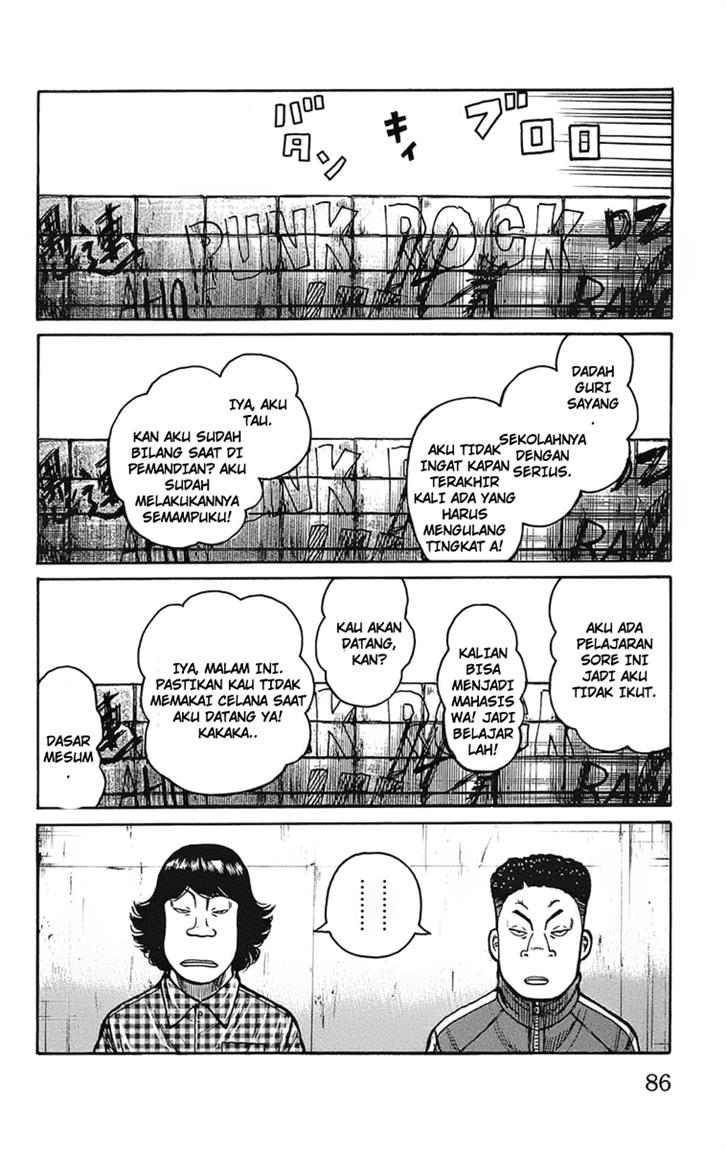 ブロロ
キィ
バタン
悪
連
PUNK ROCK
AHO
DADAH
GURI
SAYANG
.
SEKOLAHNYA
DENGAN
SERIUS.
AKU TIDAK
INGAT KAPAN
TERAKHIR
KALI ADA YANG
HARUS
MENGULANG
TINGKAT A!
IYA, AKU
TAU.
KAN AKU SUDAH
BILANG SAAT DI
PEMANDIAN? AKU
SUDAH
MELAKUKANNYA
SEMAMPUKU!
AKU ADA
PELAJARAN
SORE INI
JADI AKU
TIDAK IKUT.
KALIAN
BISA
MENJADI
MAHASIS
WA! JADI
BELAJAR
LAH!
KAU AKAN
DATANG,
KAN?
IYA, MALAM INI.
PASTIKAN KAU TIDAK
MEMAKAI CELANA SAAT
AKU DATANG YA!
KAKAKA..
DASAR
MESUM
.
86